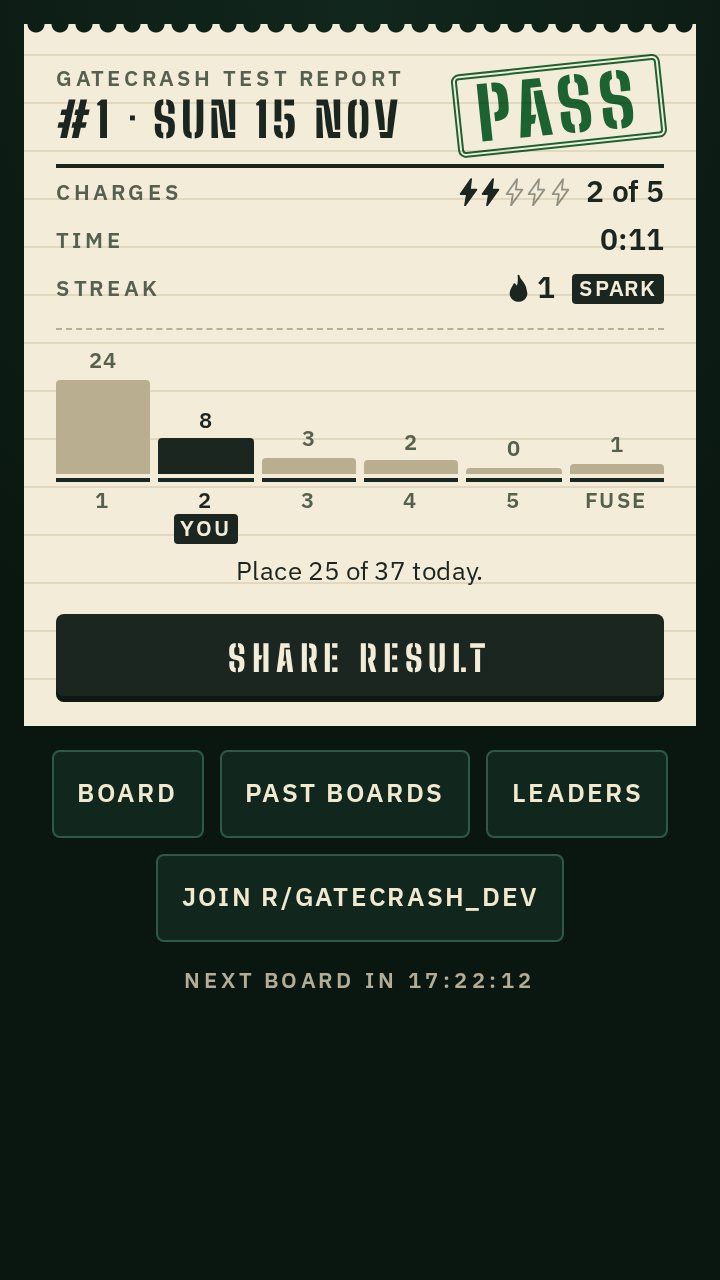 GATECRASH TEST REPORT
#1 · SUN 15 NOV
PASS
CHARGES 2 of 5
TIME 0:11
STREAK 1 SPARK
24 8 3 2 0 1
1 2 3 4 5 FUSE
YOU
Place 25 of 37 today.
SHARE RESULT
BOARD PAST BOARDS LEADERS
JOIN R/GATECRASH_DEV
NEXT BOARD IN 17:22:12